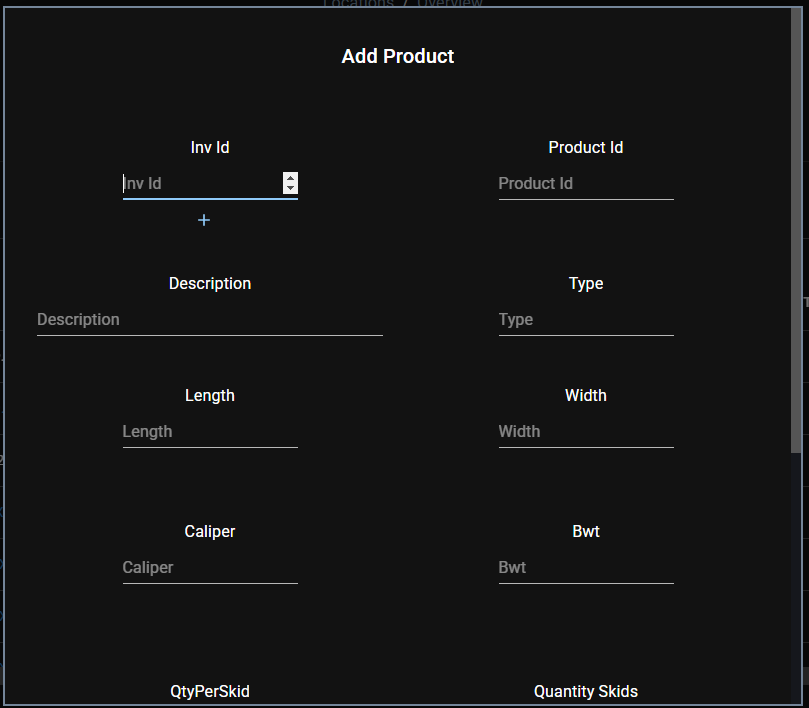 Locations / Overview
Add Product
Inv Id
Product Id
Inv Id
Product Id
+
Description
Type
Description
Type
Length
Width
Length
Width
Caliper
Bwt
Caliper
Bwt
QtyPerSkid
Quantity Skids